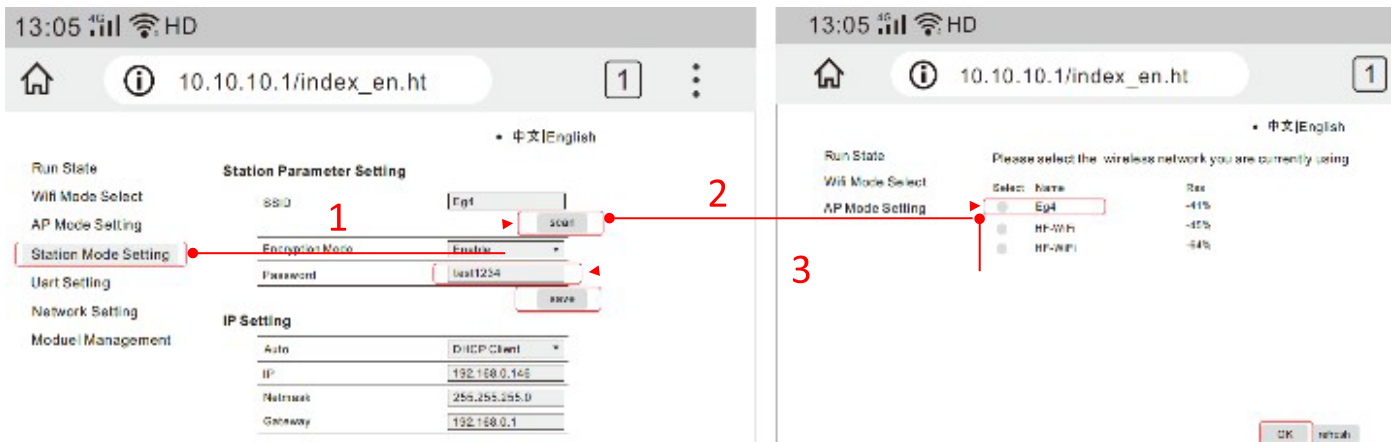 13:05 4G HD
10.10.10.1/index_en.ht
1
中文|English
Run State
Wifi Mode Select
AP Mode Setting
Station Mode Setting
Uart Setting
Network Setting
Moduel Management
Station Parameter Setting
SSID Eg4
scan
1
Encryption Mode Enable
Password test1234
save
IP Setting
Auto DHCP Client
IP 192.168.0.146
Netmask 255.255.255.0
Gateway 192.168.0.1
2
3
13:05 4G HD
10.10.10.1/index_en.ht
1
中文|English
Run State
Wifi Mode Select
AP Mode Setting
Please select the wireless network you are currently using
Select Name Rss
Eg4 -41%
HF-WiFi -45%
HF-WiFi -64%
OK refresh